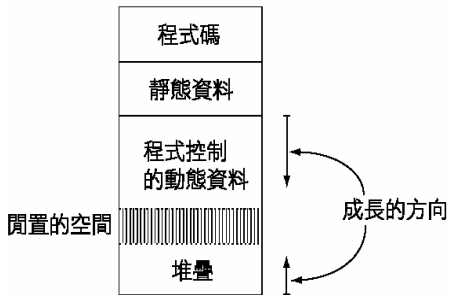 程式碼
靜態資料
程式控制
的動態資料
閒置的空間
成長的方向
堆疊